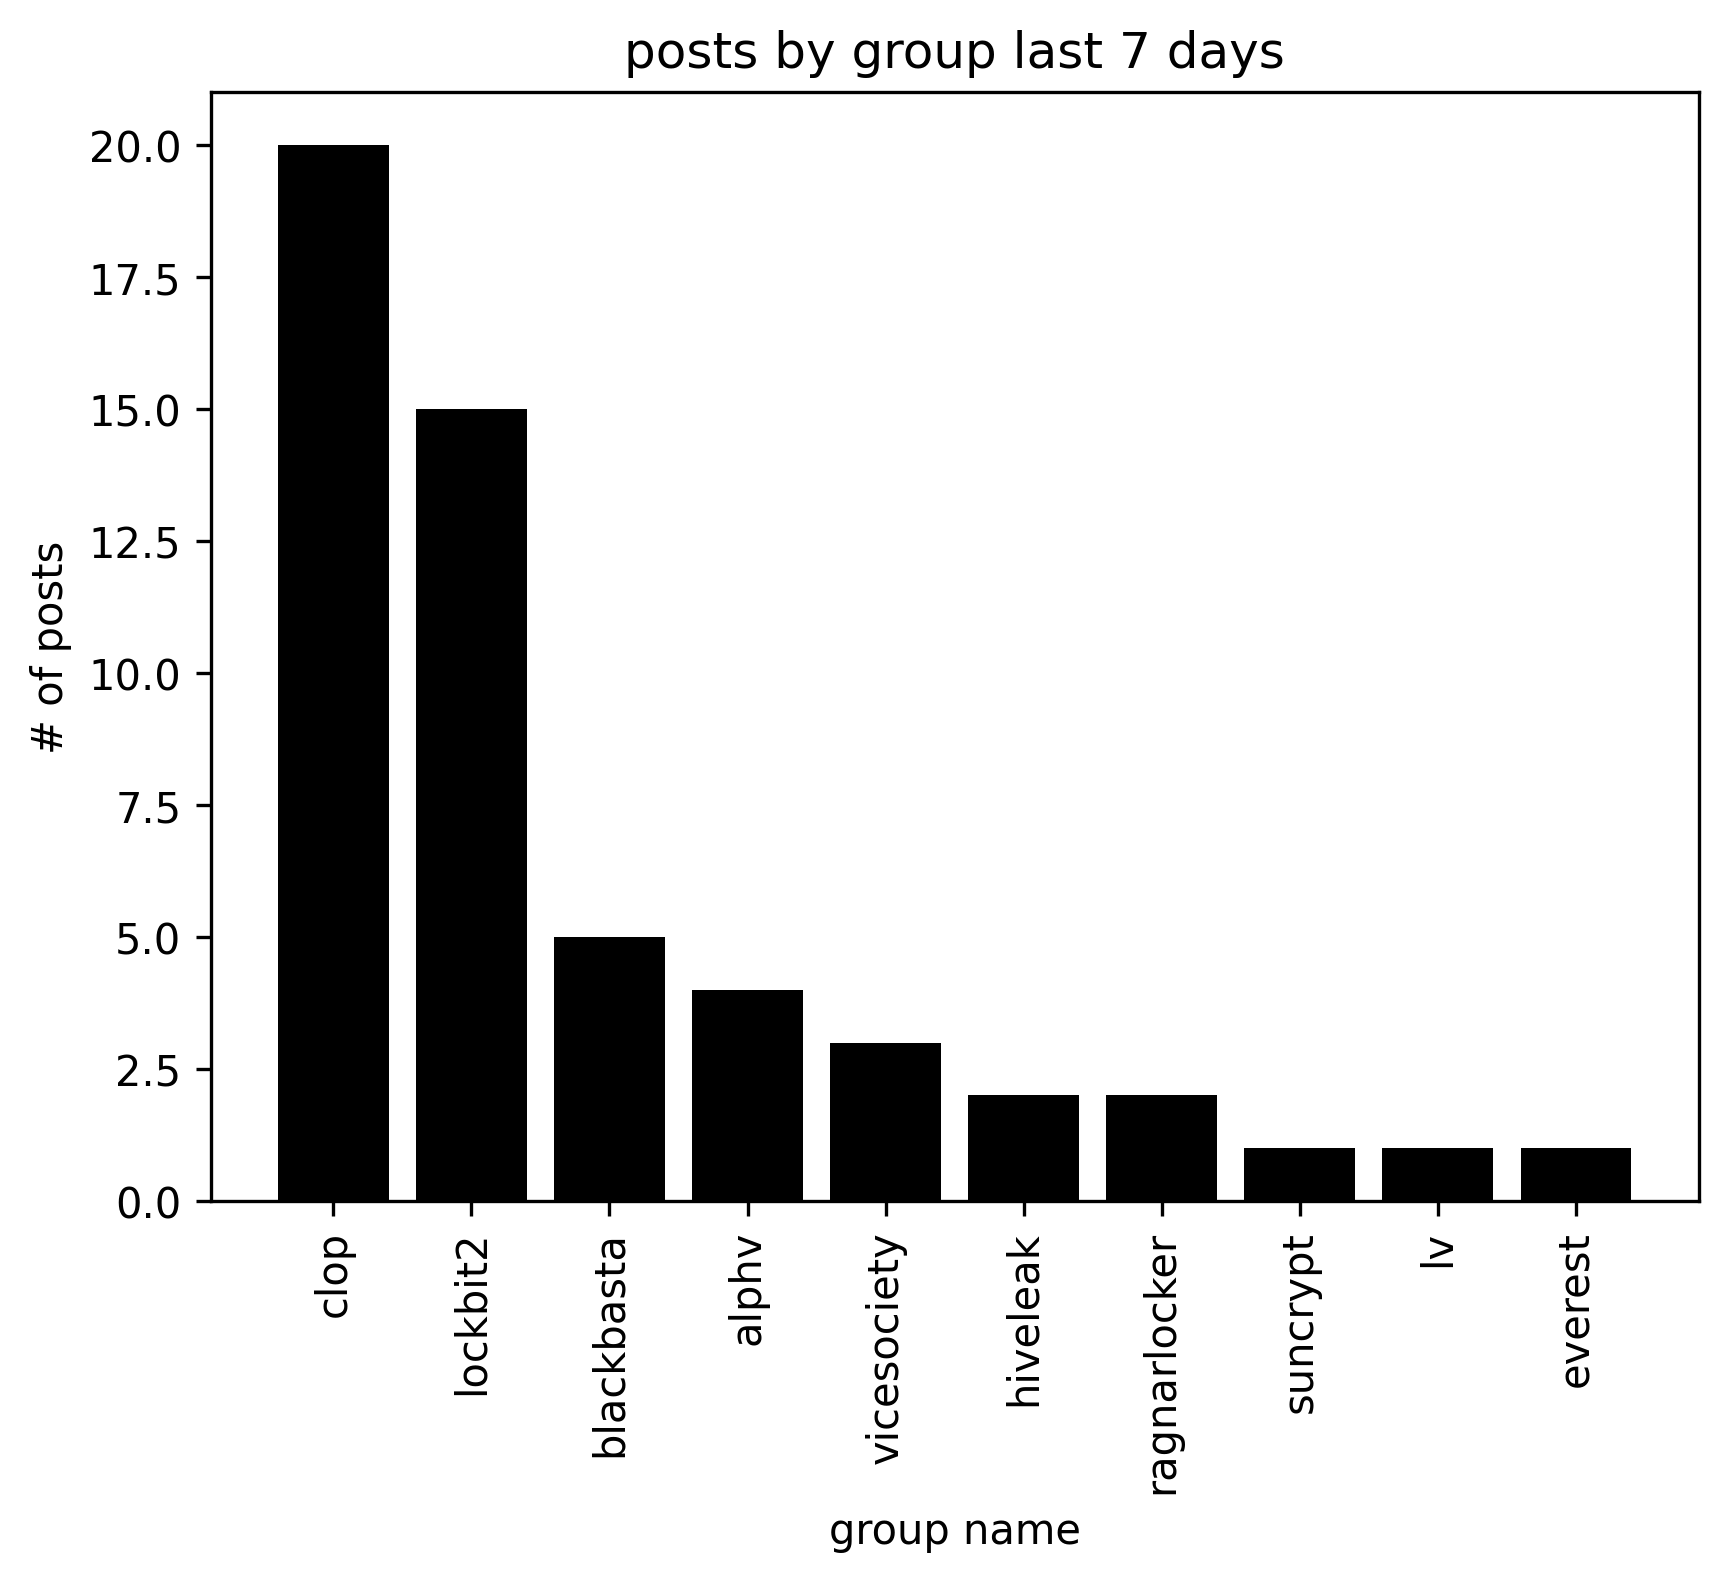 posts by group last 7 days
# of posts
20.0
17.5
15.0
12.5
10.0
7.5
5.0
2.5
0.0
clop
lockbit2
blackbasta
alphv
vicesociety
hiveleak
ragnarlocker
suncrypt
lv
everest
group name